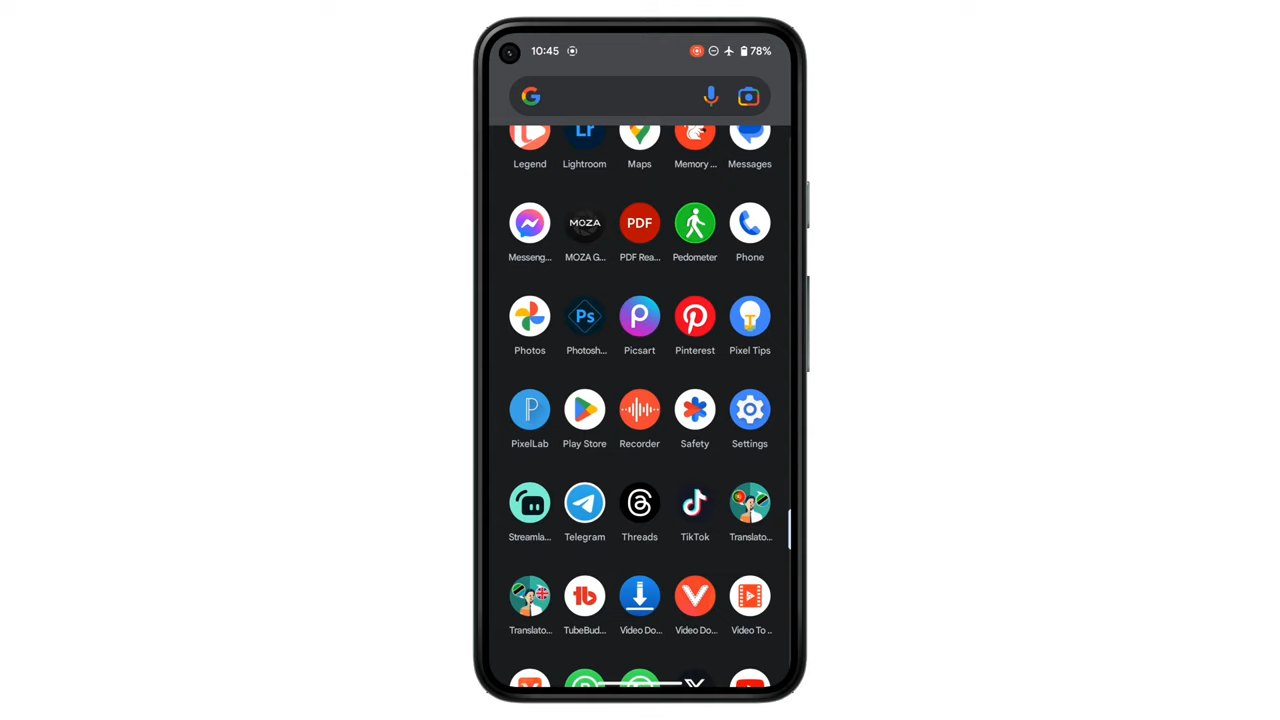 10:45 78%
Lr
Legend Lightroom Maps Memory ... Messages
MOZA PDF
Messeng... MOZA G... PDF Rea... Pedometer Phone
Ps
Photos Photosh... Picsart Pinterest Pixel Tips
PixelLab Play Store Recorder Safety Settings
Streamla... Telegram Threads TikTok Translato...
Translato... TubeBud... Video Do... Video Do... Video To ..